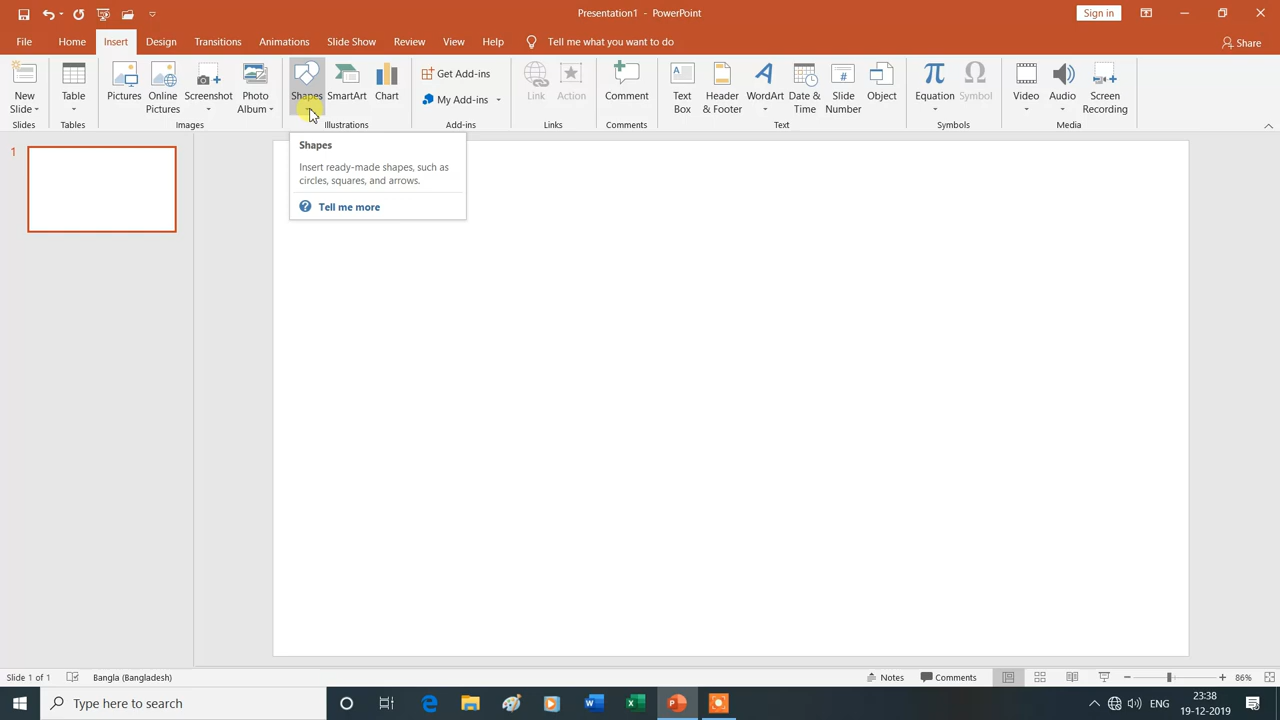 Presentation1 - PowerPoint
Sign in
File Home Insert Design Transitions Animations Slide Show Review View Help Tell me what you want to do Share
New Slide
Slides
Table
Tables
Pictures
Online Pictures
Screenshot
Photo Album
Images
Shapes
SmartArt
Chart
Illustrations
Get Add-ins
My Add-ins
Add-ins
Link
Action
Links
Comment
Comments
Text Box
Header & Footer
WordArt
Date & Time
Slide Number
Object
Text
Equation
Symbol
Symbols
Video
Audio
Screen Recording
Media
Shapes
Insert ready-made shapes, such as
circles, squares, and arrows.
Tell me more
1
Slide 1 of 1 Bangla (Bangladesh) Notes Comments 86%
Type here to search
ENG
23:38
19-12-2019